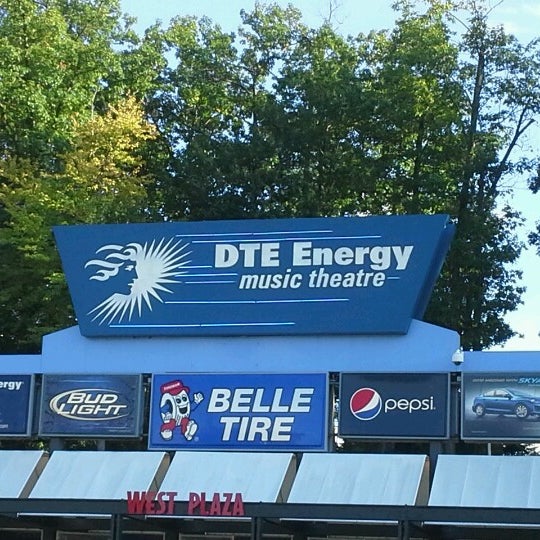 DTE Energy
music theatre
ergy
BUD
LIGHT
BELLE
TIRE
pepsi
WEST PLAZA